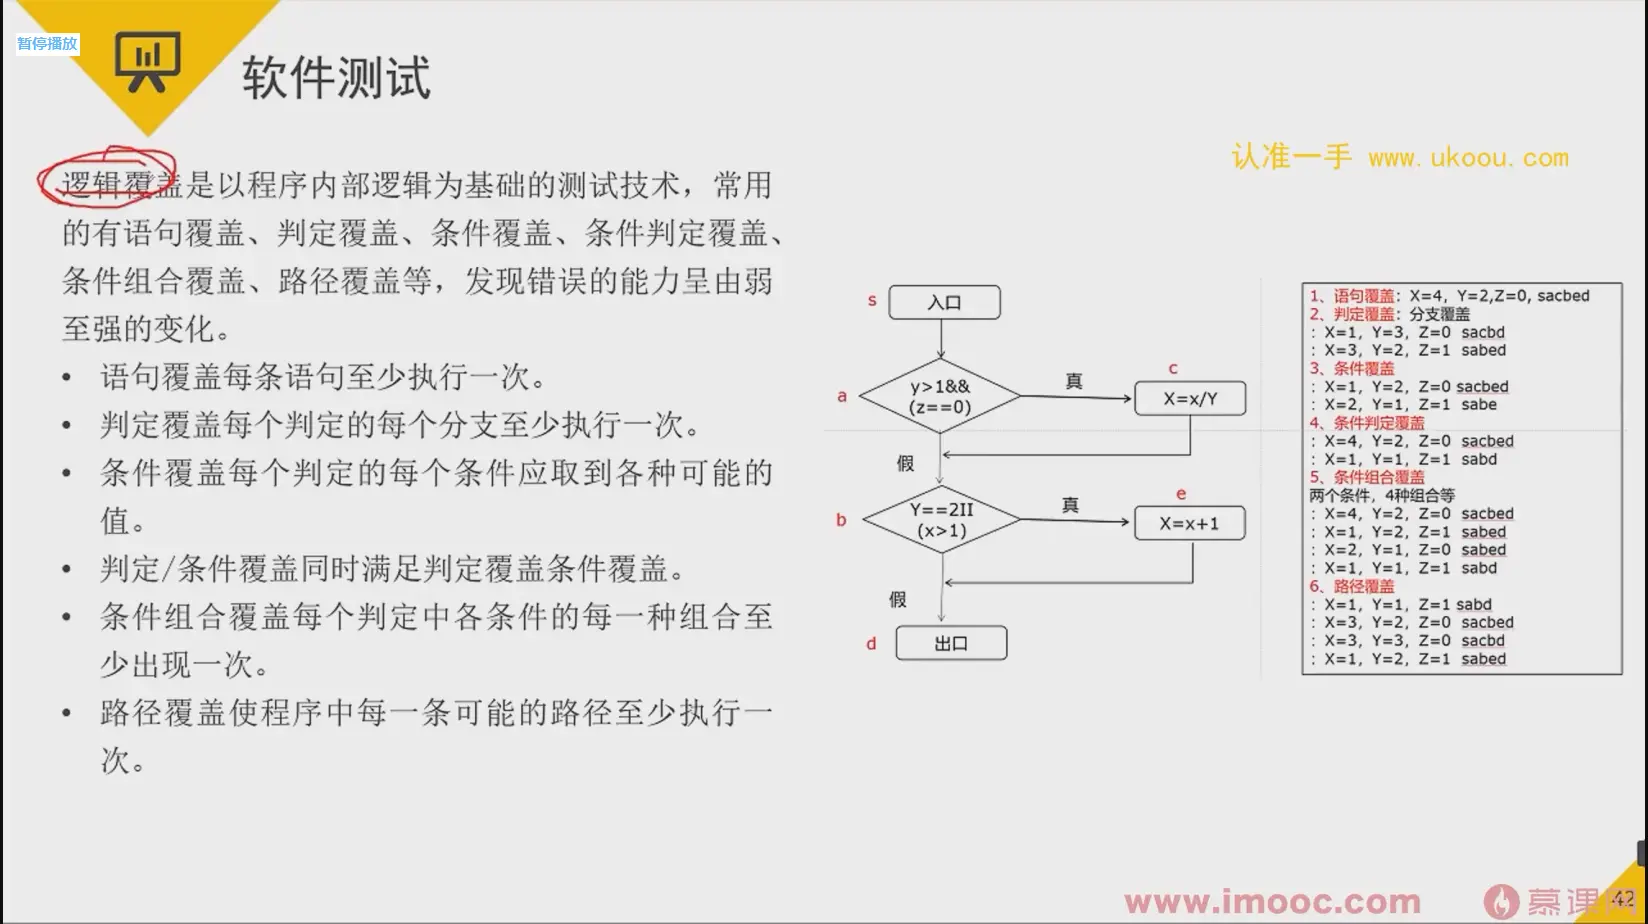 暂停播放
软件测试
认准一手 www.ukoou.com
逻辑覆盖是以程序内部逻辑为基础的测试技术，常用
的有语句覆盖、判定覆盖、条件覆盖、条件判定覆盖、
条件组合覆盖、路径覆盖等，发现错误的能力呈由弱
至强的变化。
• 语句覆盖每条语句至少执行一次。
• 判定覆盖每个判定的每个分支至少执行一次。
• 条件覆盖每个判定的每个条件应取到各种可能的
值。
• 判定/条件覆盖同时满足判定覆盖条件覆盖。
• 条件组合覆盖每个判定中各条件的每一种组合至
少出现一次。
• 路径覆盖使程序中每一条可能的路径至少执行一
次。
s
入口
a
y>1&&
(z==0)
真
c
X=x/Y
假
b
Y==2II
(x>1)
真
e
X=x+1
假
d
出口
1、语句覆盖：X=4，Y=2,Z=0, sacbed
2、判定覆盖：分支覆盖
：X=1，Y=3，Z=0 sacbd
：X=3，Y=2，Z=1 sabed
3、条件覆盖
：X=1，Y=2，Z=0 sacbed
：X=2，Y=1，Z=1 sabe
4、条件判定覆盖
：X=4，Y=2，Z=0 sacbed
：X=1，Y=1，Z=1 sabd
5、条件组合覆盖
两个条件，4种组合等
：X=4，Y=2，Z=0 sacbed
：X=1，Y=2，Z=1 sabed
：X=2，Y=1，Z=0 sabed
：X=1，Y=1，Z=1 sabd
6、路径覆盖
：X=1，Y=1，Z=1 sabd
：X=3，Y=2，Z=0 sacbed
：X=3，Y=3，Z=0 sacbd
：X=1，Y=2，Z=1 sabed
www.imooc.com
慕课网
42